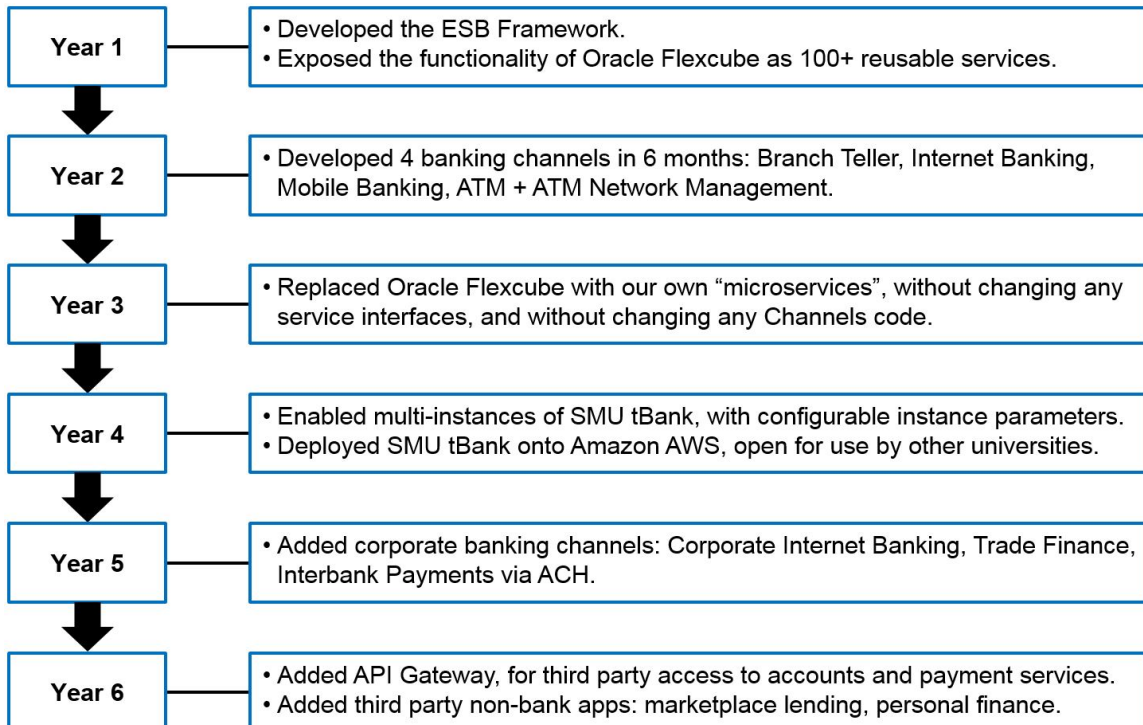 Year 1
• Developed the ESB Framework.
• Exposed the functionality of Oracle Flexcube as 100+ reusable services.
Year 2
• Developed 4 banking channels in 6 months: Branch Teller, Internet Banking,
Mobile Banking, ATM + ATM Network Management.
Year 3
• Replaced Oracle Flexcube with our own “microservices”, without changing any
service interfaces, and without changing any Channels code.
Year 4
• Enabled multi-instances of SMU tBank, with configurable instance parameters.
• Deployed SMU tBank onto Amazon AWS, open for use by other universities.
Year 5
• Added corporate banking channels: Corporate Internet Banking, Trade Finance,
Interbank Payments via ACH.
Year 6
• Added API Gateway, for third party access to accounts and payment services.
• Added third party non-bank apps: marketplace lending, personal finance.